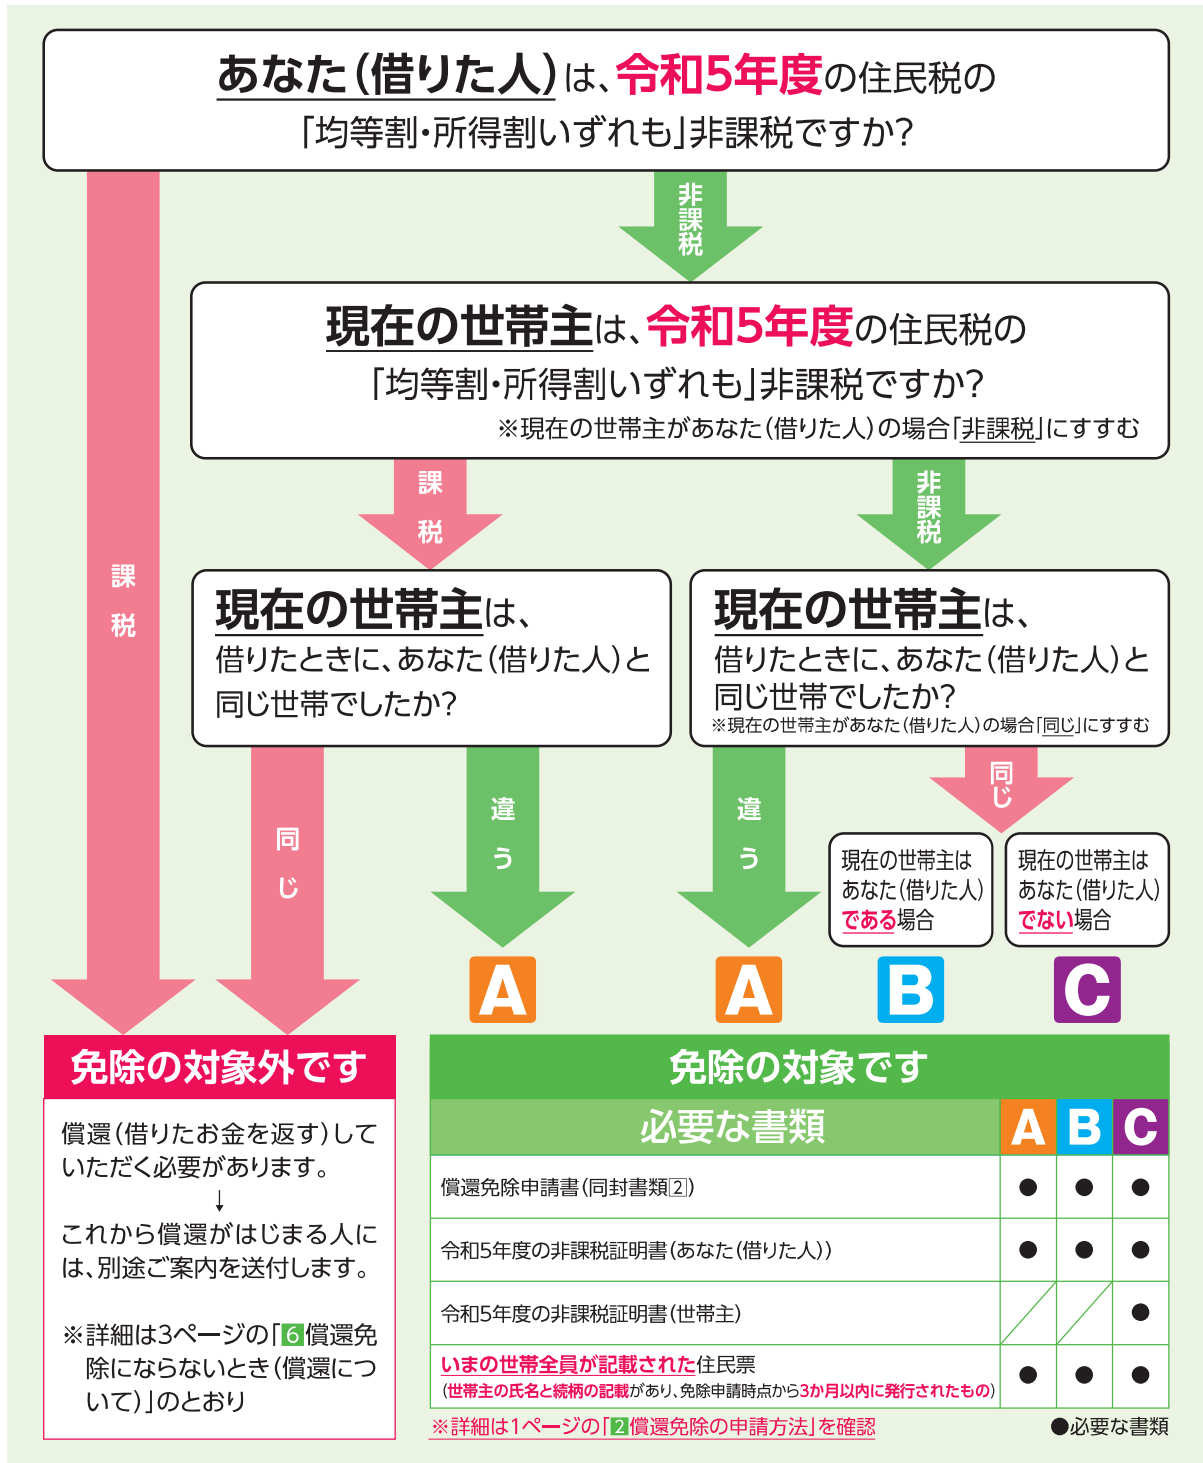 あなた(借りた人)は、令和5年度の住民税の
「均等割・所得割いずれも」非課税ですか?
非課税
現在の世帯主は、令和5年度の住民税の
「均等割・所得割いずれも」非課税ですか?
※現在の世帯主があなた(借りた人)の場合「非課税」にすすむ
課税
非課税
課税
現在の世帯主は、
借りたときに、あなた(借りた人)と
同じ世帯でしたか?
現在の世帯主は、
借りたときに、あなた(借りた人)と
同じ世帯でしたか?
※現在の世帯主があなた(借りた人)の場合「同じ」にすすむ
同じ
違う
違う
同じ
現在の世帯主は
あなた(借りた人)
である場合
現在の世帯主は
あなた(借りた人)
でない場合
A
A
B
C
免除の対象外です
償還(借りたお金を返す)して
いただく必要があります。
↓
これから償還がはじまる人に
は、別途ご案内を送付します。
※詳細は3ページの「6償還免
除にならないとき(償還につ
いて)」のとおり
免除の対象です
必要な書類 A B C
償還免除申請書(同封書類2) ● ● ●
令和5年度の非課税証明書(あなた(借りた人)) ● ● ●
令和5年度の非課税証明書(世帯主) ●
いまの世帯全員が記載された住民票 ● ● ●
(世帯主の氏名と続柄の記載があり、免除申請時点から3か月以内に発行されたもの)
※詳細は1ページの「2償還免除の申請方法」を確認
●必要な書類